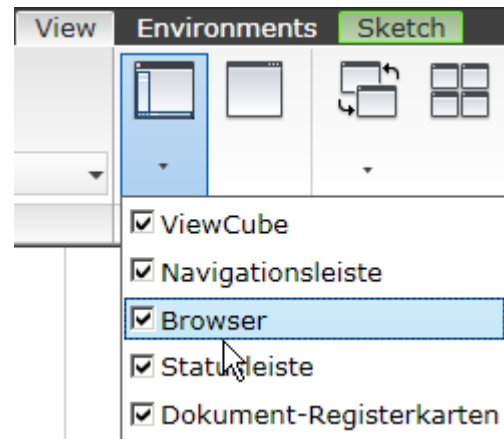 View Environments Sketch
ViewCube
Navigationsleiste
Browser
Statusleiste
Dokument-Registerkarten